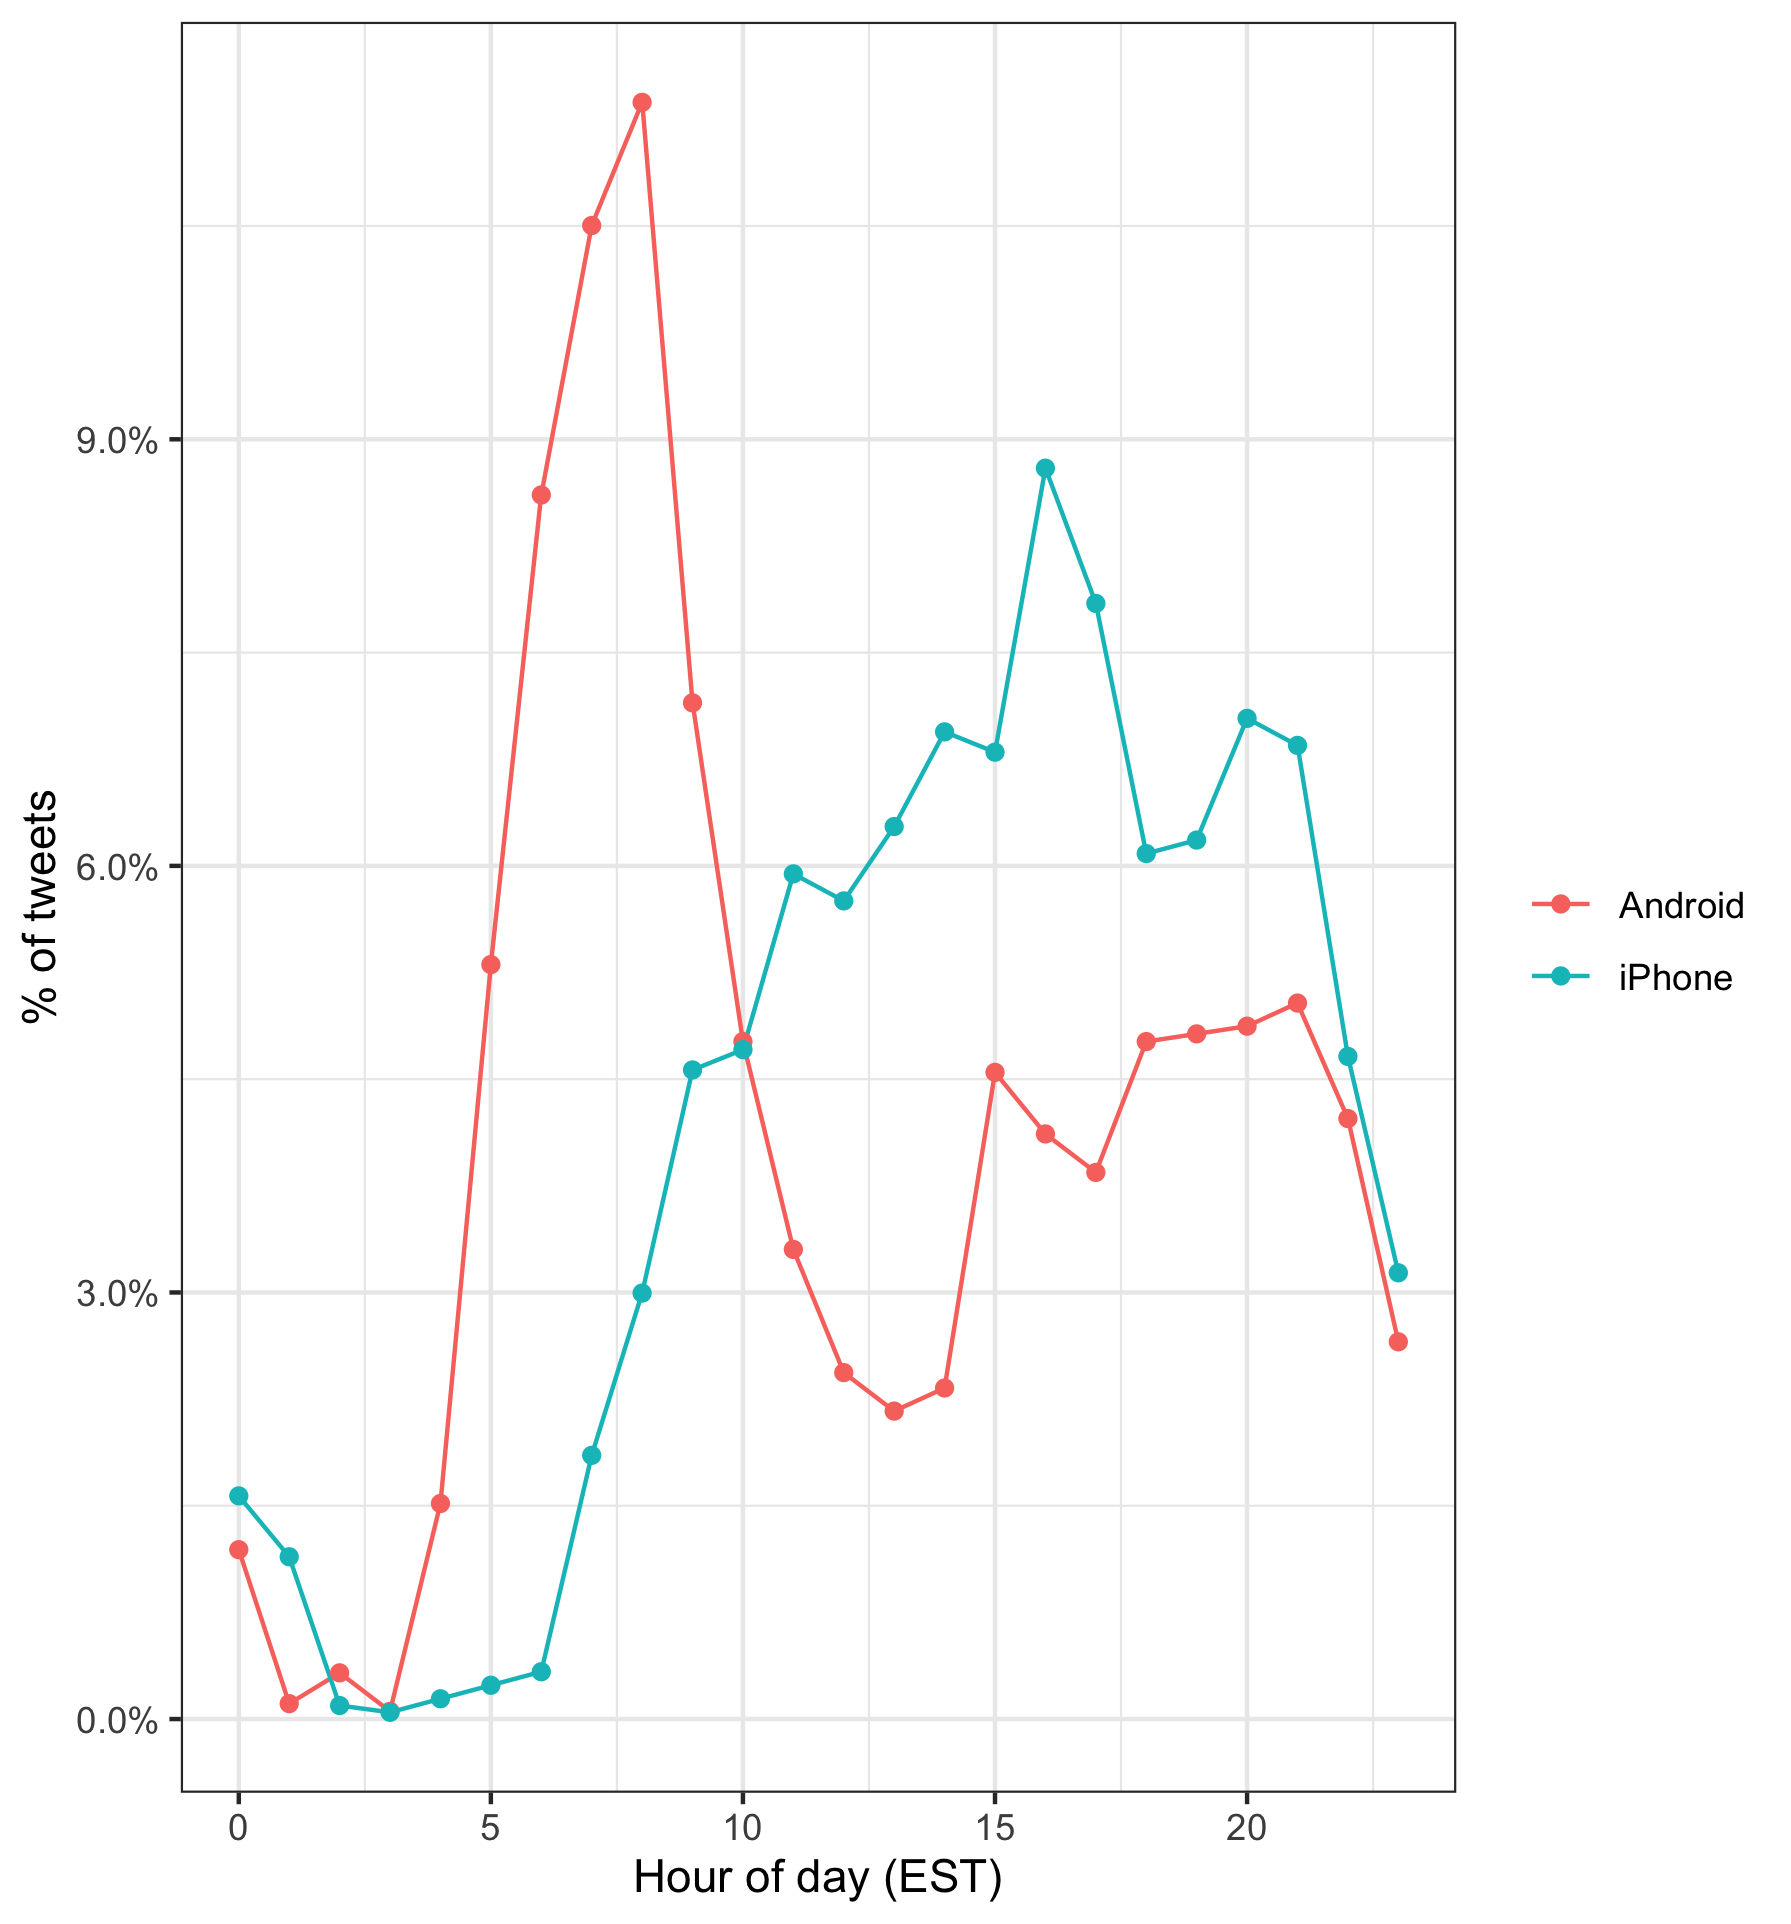 9.0%
6.0%
3.0%
0.0%
% of tweets
0 5 10 15 20
Hour of day (EST)
Android
iPhone